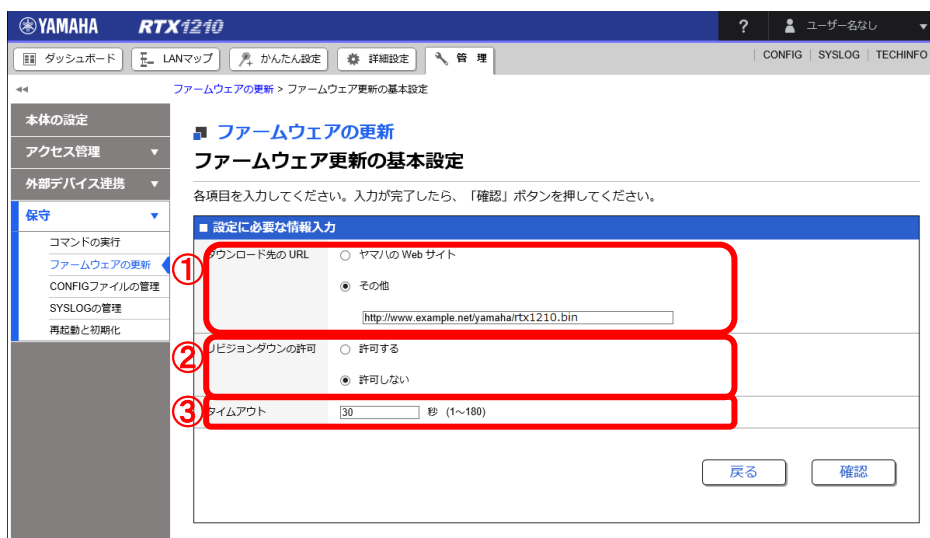 YAMAHA RTX1210 ? ユーザー名なし ▼
ダッシュボード LANマップ かんたん設定 詳細設定 管 理 CONFIG SYSLOG TECHINFO
ファームウェアの更新 > ファームウェア更新の基本設定
本体の設定
アクセス管理 ▼
外部デバイス連携 ▼
保守 ▼
コマンドの実行
ファームウェアの更新
CONFIGファイルの管理
SYSLOGの管理
再起動と初期化
ファームウェアの更新
ファームウェア更新の基本設定
各項目を入力してください。入力が完了したら、「確認」ボタンを押してください。
■ 設定に必要な情報入力
① ダウンロード先の URL ヤマハの Web サイト
その他
http://www.example.net/yamaha/rtx1210.bin
② リビジョンダウンの許可 許可する
許可しない
③ タイムアウト 30 秒 (1~180)
戻る 確認